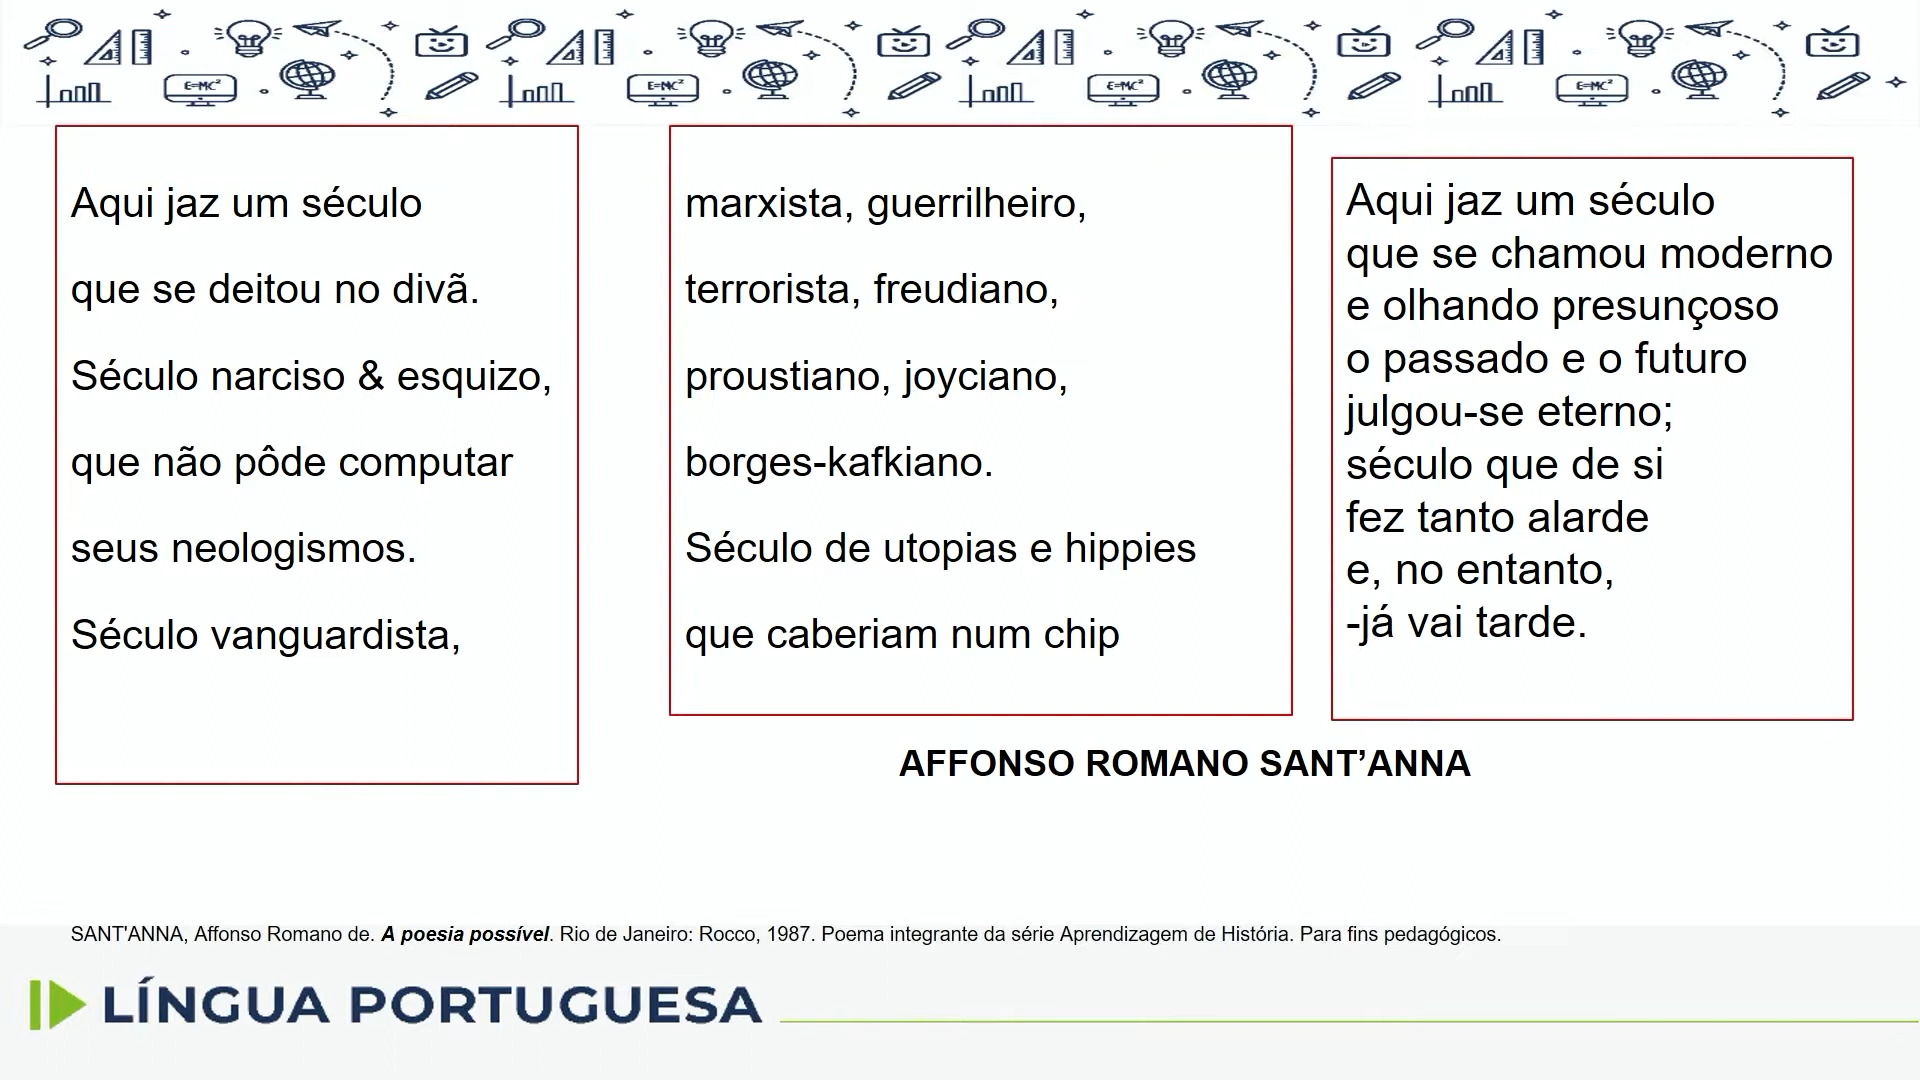 E=MC²
E=MC²
E=MC²
E=MC²
Aqui jaz um século
que se deitou no divã.
Século narciso & esquizo,
que não pôde computar
seus neologismos.
Século vanguardista,
marxista, guerrilheiro,
terrorista, freudiano,
proustiano, joyciano,
borges-kafkiano.
Século de utopias e hippies
que caberiam num chip
Aqui jaz um século
que se chamou moderno
e olhando presunçoso
o passado e o futuro
julgou-se eterno;
século que de si
fez tanto alarde
e, no entanto,
-já vai tarde.
AFFONSO ROMANO SANT’ANNA
SANT'ANNA, Affonso Romano de. A poesia possível. Rio de Janeiro: Rocco, 1987. Poema integrante da série Aprendizagem de História. Para fins pedagógicos.
LÍNGUA PORTUGUESA